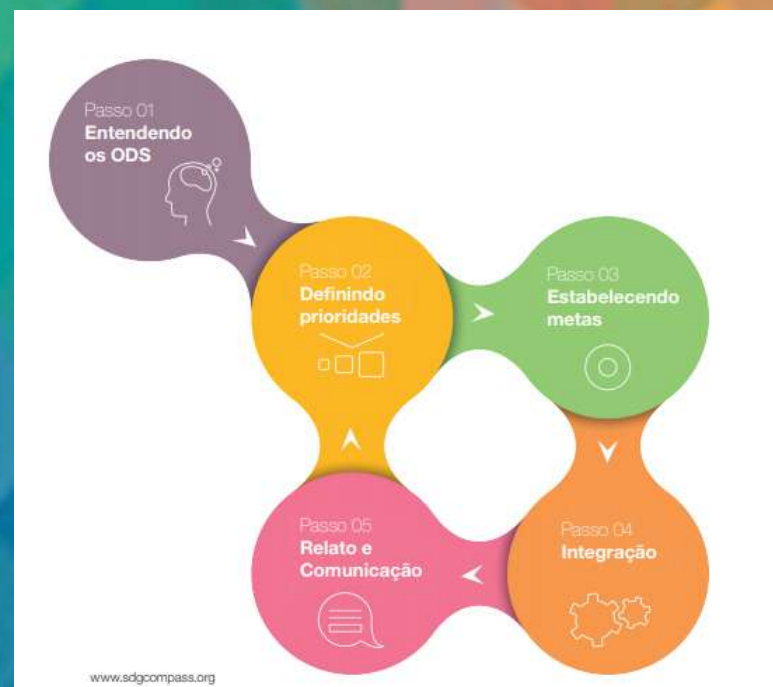 Passo 01
Entendendo
os ODS
Passo 02
Definindo
prioridades
Passo 03
Estabelecendo
metas
Passo 04
Integração
Passo 05
Relato e
Comunicação
www.sdgcompass.org